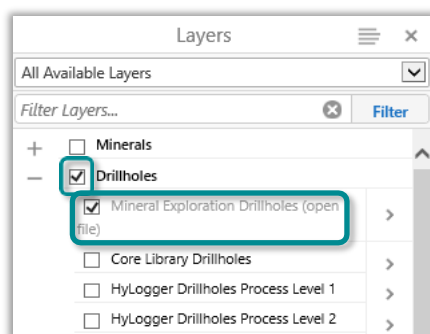 Layers
All Available Layers
Filter Layers...
Filter
Minerals
Drillholes
Mineral Exploration Drillholes (open
file)
Core Library Drillholes
HyLogger Drillholes Process Level 1
HyLogger Drillholes Process Level 2